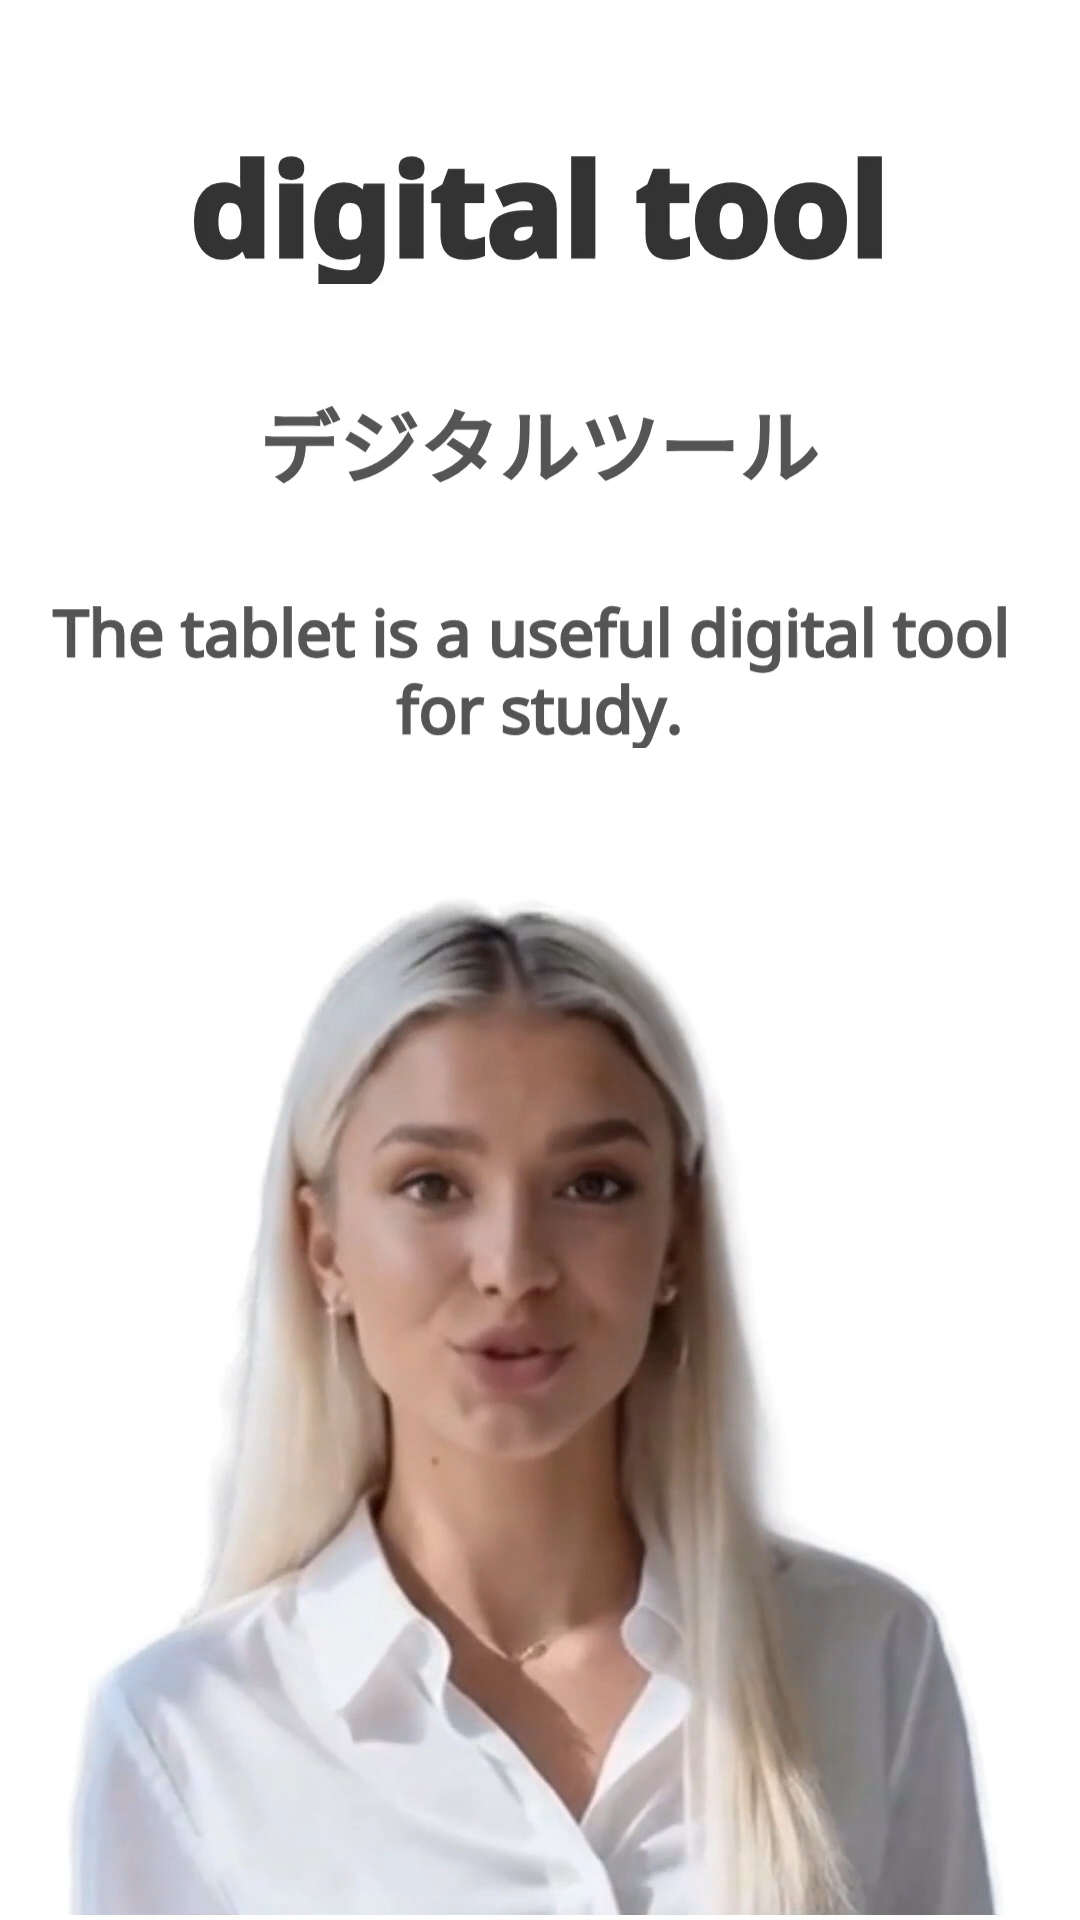 digital tool
デジタルツール
The tablet is a useful digital tool
for study.